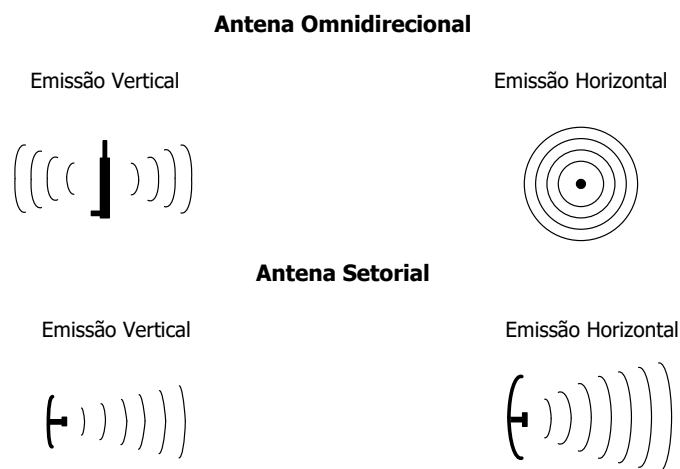 Antena Omnidirecional
Emissão Vertical
Emissão Horizontal
Antena Setorial
Emissão Vertical
Emissão Horizontal